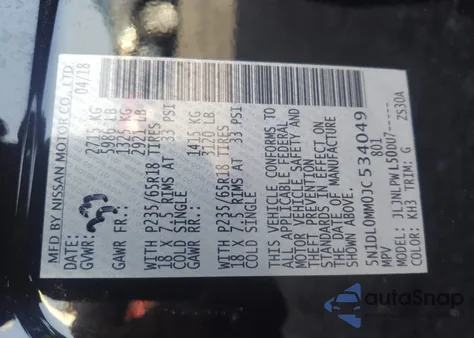 MFD BY NISSAN MOTOR CO., LTD.
DATE: 04/18
GVWR: 2715 KG
5986 LB
GAWR FR: 1325 KG
2921 LB
WITH P235/65R18 TIRES
18 X 7.5 RIMS AT 33 PSI
COLD SINGLE
GAWR RR: 1415 KG
3120 LB
WITH P235/65R18 TIRES
18 X 7.5 RIMS AT 33 PSI
COLD SINGLE
THIS VEHICLE CONFORMS TO
ALL APPLICABLE FEDERAL
MOTOR VEHICLE SAFETY AND
THEFT PREVENTION
STANDARDS IN EFFECT ON
THE DATE OF MANUFACTURE
SHOWN ABOVE.
5N1DL0MM0JC534049
MPV 8012
MODEL: JLJNLPWL50DU7-----
COLOR: KH3 TRIM: G ZS30A
autoSnap